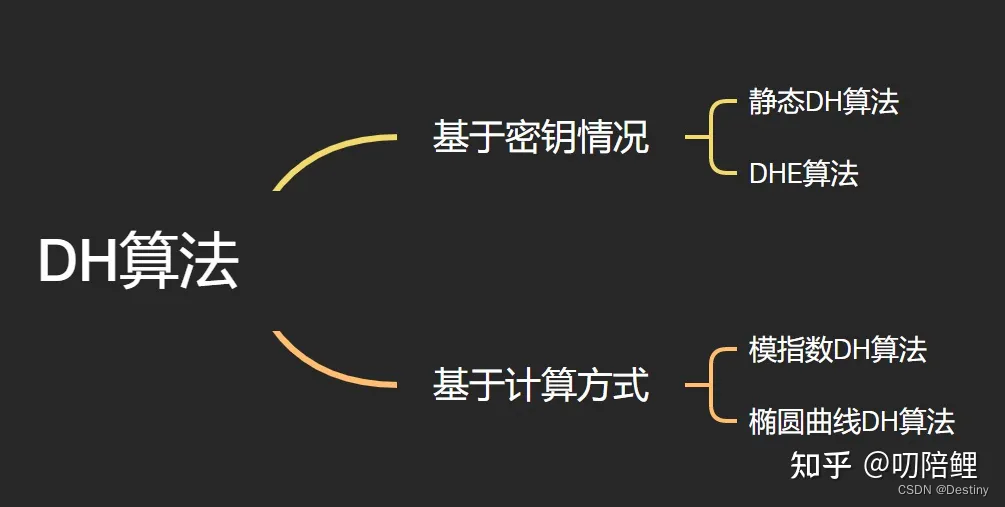 DH算法
基于密钥情况
静态DH算法
DHE算法
基于计算方式
模指数DH算法
椭圆曲线DH算法
知乎 @叨陪鲤
CSDN @Destiny